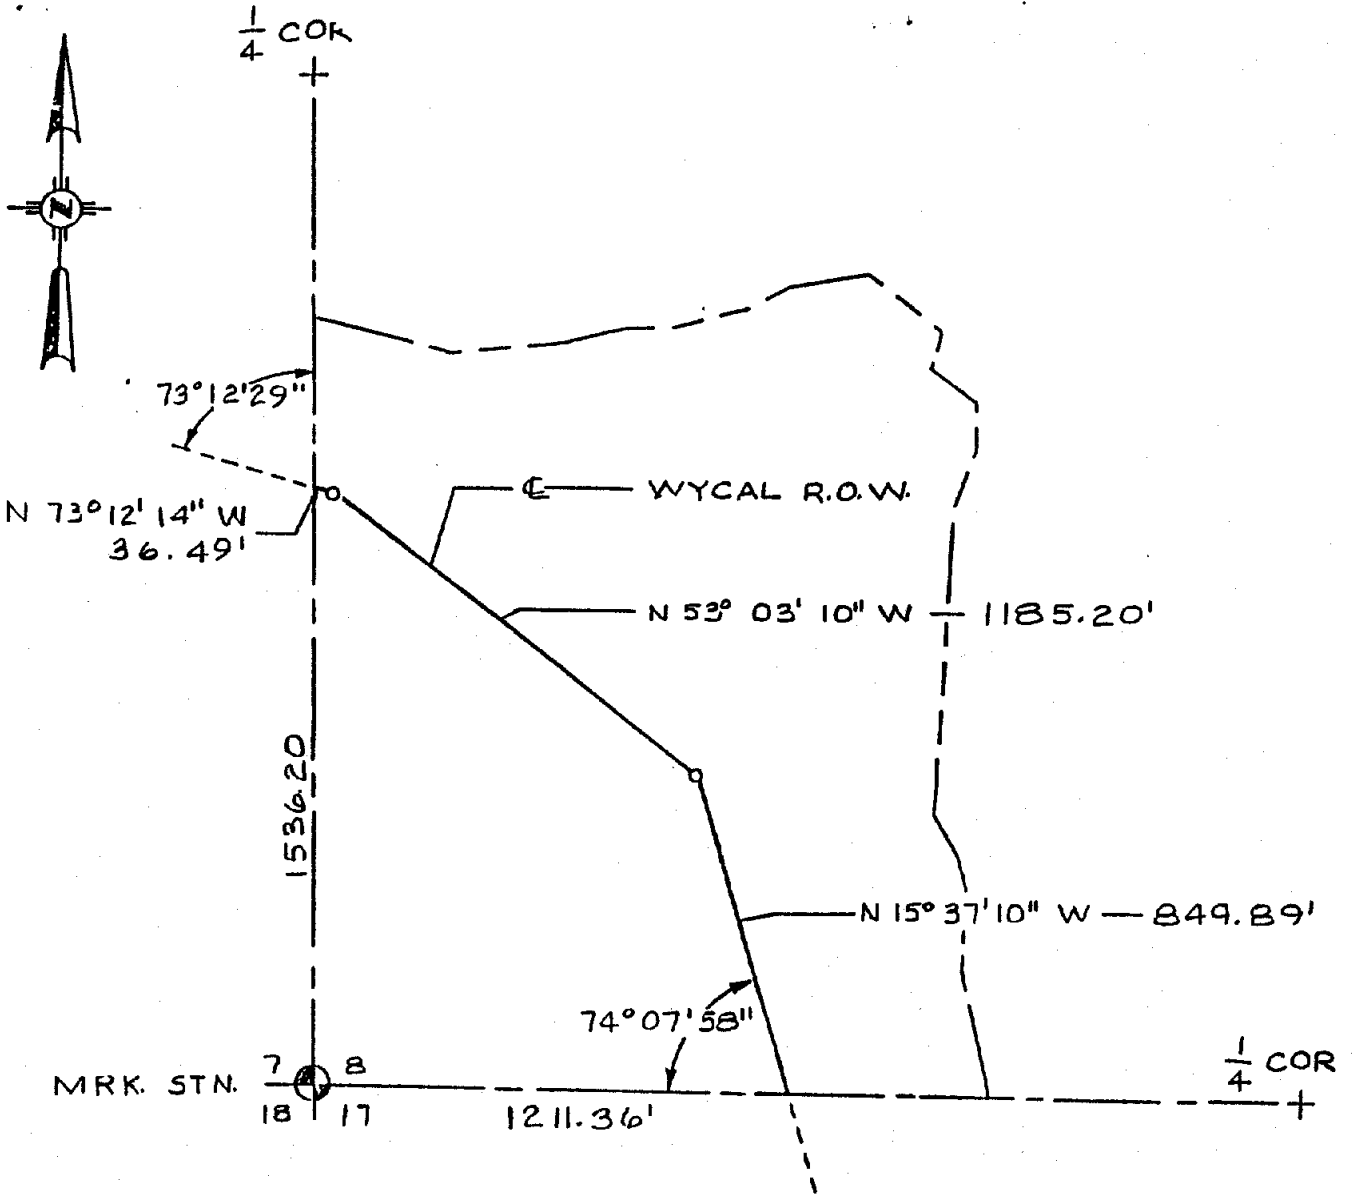 1/4 COR
N
73°12'29"
N 73°12'14" W
36.49'
℄ WYCAL R.O.W.
N 53° 03' 10" W — 1185.20'
1536.20
N 15° 37' 10" W — 849.89'
74°07'58"
1/4 COR
7 8
MRK. STN.
18 17
1211.36'